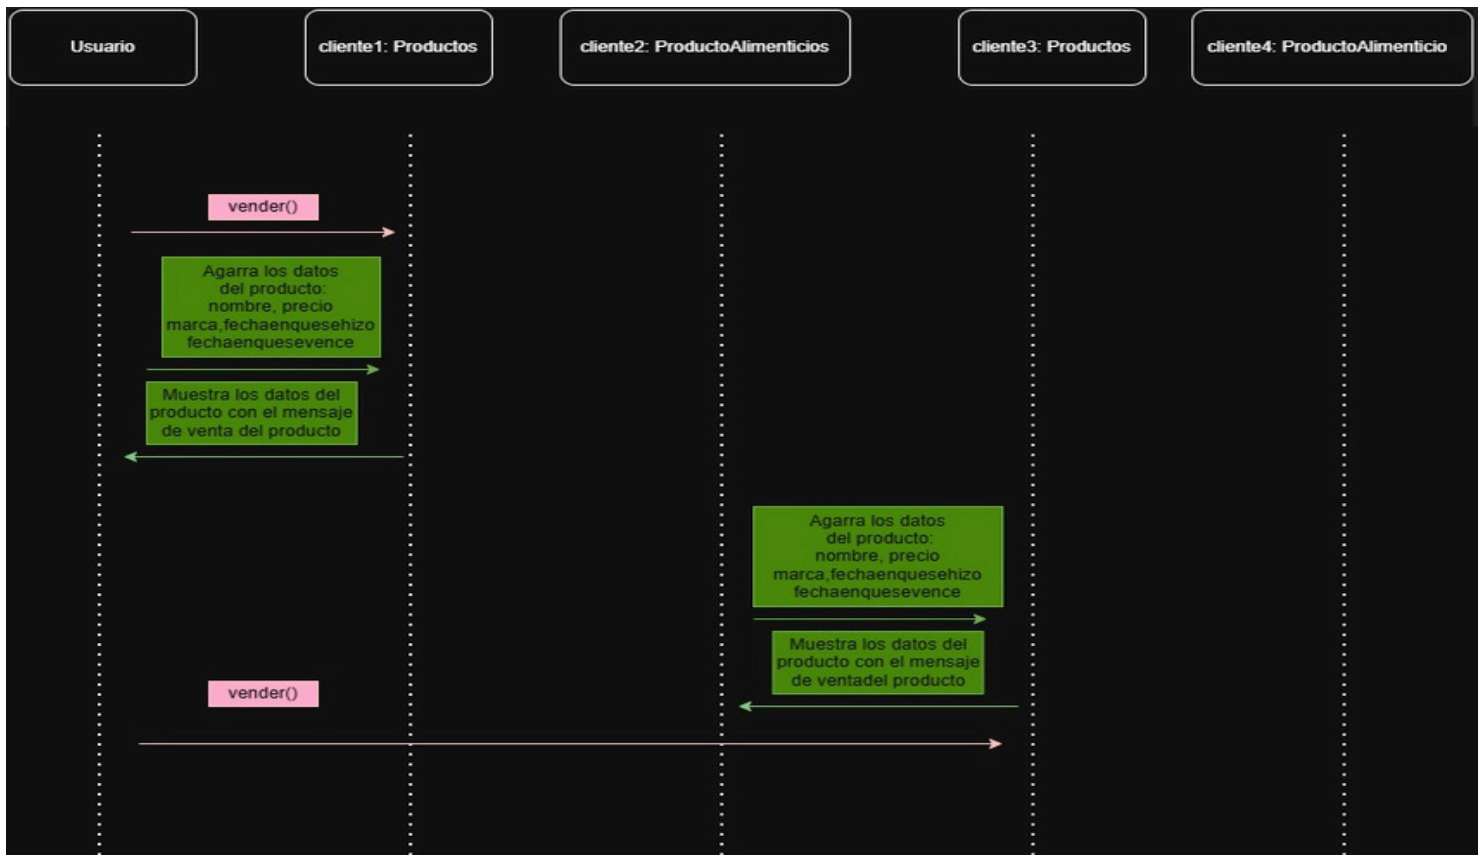 Usuario
cliente1: Productos
cliente2: ProductoAlimenticios
cliente3: Productos
cliente4: ProductoAlimenticio
vender()
Agarra los datos
del producto:
nombre, precio
marca,fechaenquesehizo
fechaenquesevence
Muestra los datos del
producto con el mensaje
de venta del producto
Agarra los datos
del producto:
nombre, precio
marca,fechaenquesehizo
fechaenquesevence
Muestra los datos del
producto con el mensaje
de ventadel producto
vender()